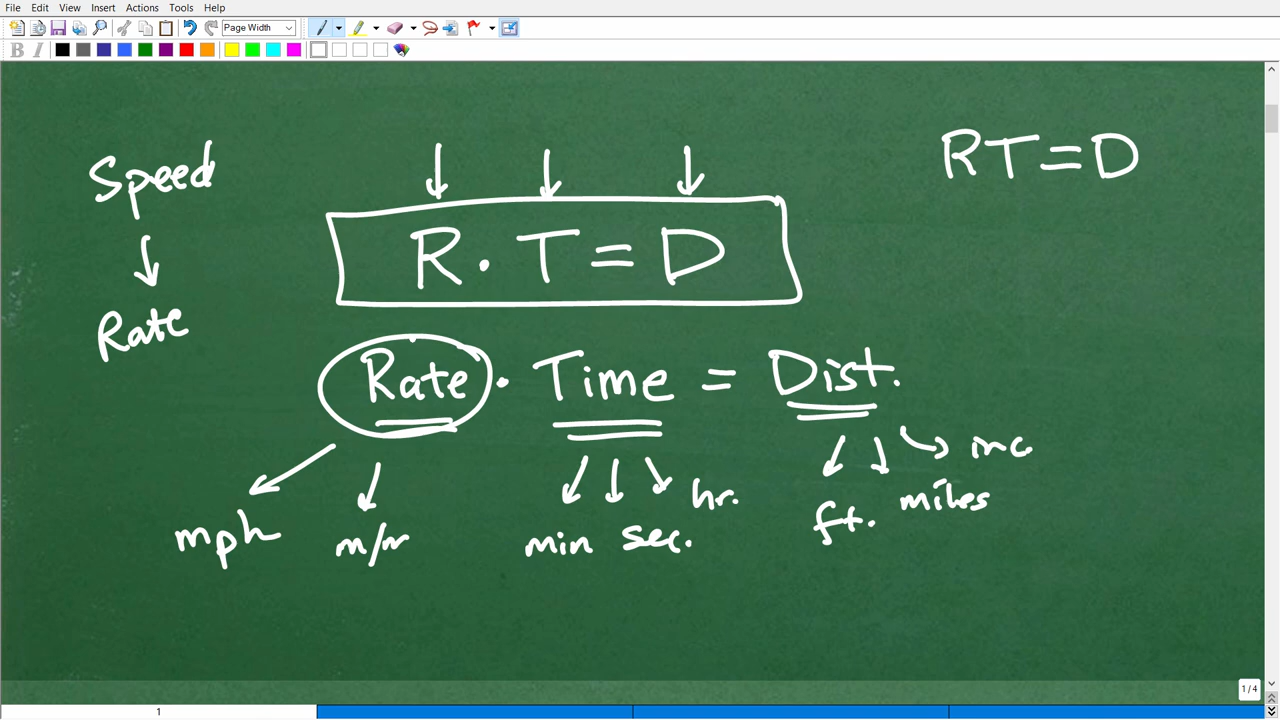 File Edit View Insert Actions Tools Help
Page Width
B I
Speed
RT=D
R · T = D
Rate
Rate · Time = Dist.
mph
min sec. hr.
ft. miles inc.
1 / 4
1